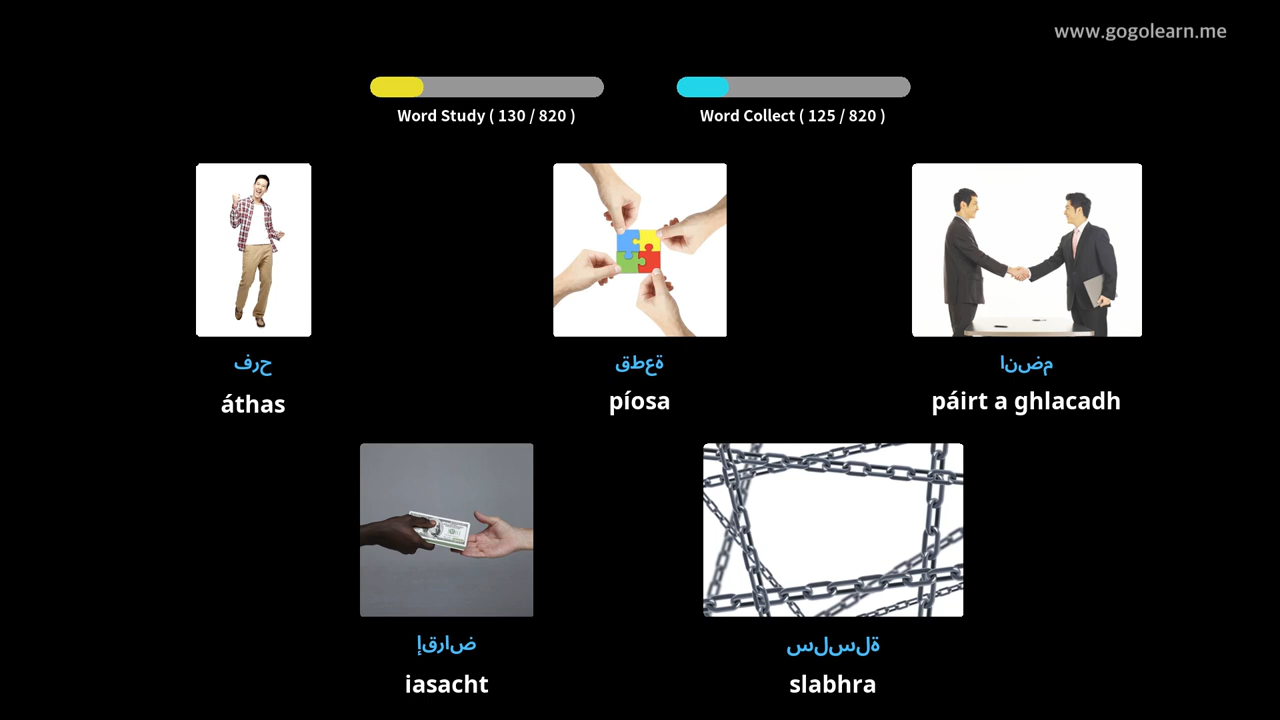 www.gogolearn.me
Word Study ( 130 / 820 )
Word Collect ( 125 / 820 )
فرح
áthas
قطعة
píosa
انضم
páirt a ghlacadh
إقراض
iasacht
سلسلة
slabhra